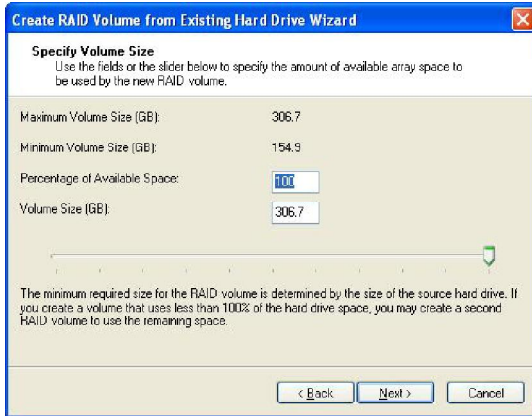 Create RAID Volume from Existing Hard Drive Wizard
Specify Volume Size
Use the fields or the slider below to specify the amount of available array space to
be used by the new RAID volume.
Maximum Volume Size (GB): 306.7
Minimum Volume Size (GB): 154.9
Percentage of Available Space: 100
Volume Size (GB): 306.7
The minimum required size for the RAID volume is determined by the size of the source hard drive. If
you create a volume that uses less than 100% of the hard drive space, you may create a second
RAID volume to use the remaining space.
< Back Next > Cancel